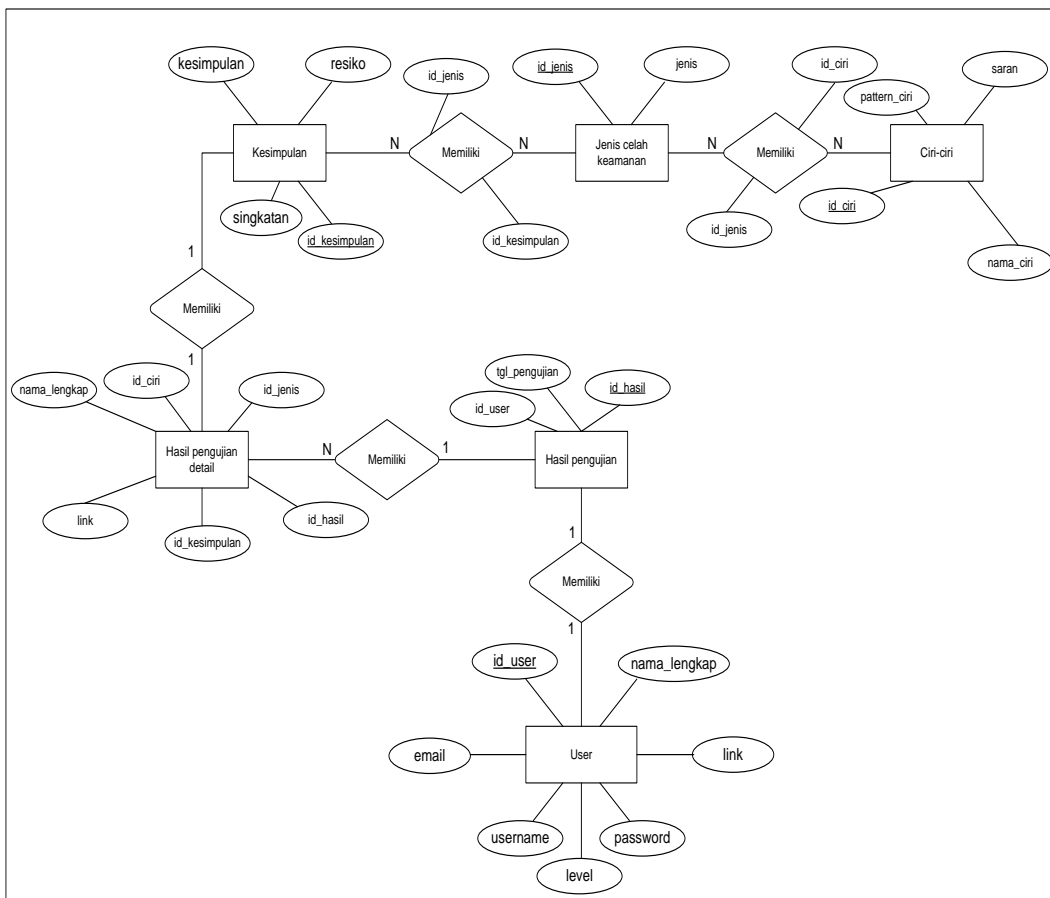 kesimpulan
resiko
id_jenis
id_jenis
jenis
id_ciri
saran
pattern_ciri
Kesimpulan
N
Memiliki
N
Jenis celah
keamanan
N
Memiliki
N
Ciri-ciri
singkatan
id_kesimpulan
id_kesimpulan
id_jenis
id_ciri
nama_ciri
1
Memiliki
1
nama_lengkap
id_ciri
id_jenis
tgl_pengujian
id_hasil
id_user
Hasil pengujian
detail
N
Memiliki
1
Hasil pengujian
link
id_kesimpulan
id_hasil
1
Memiliki
1
id_user
nama_lengkap
email
User
link
username
password
level